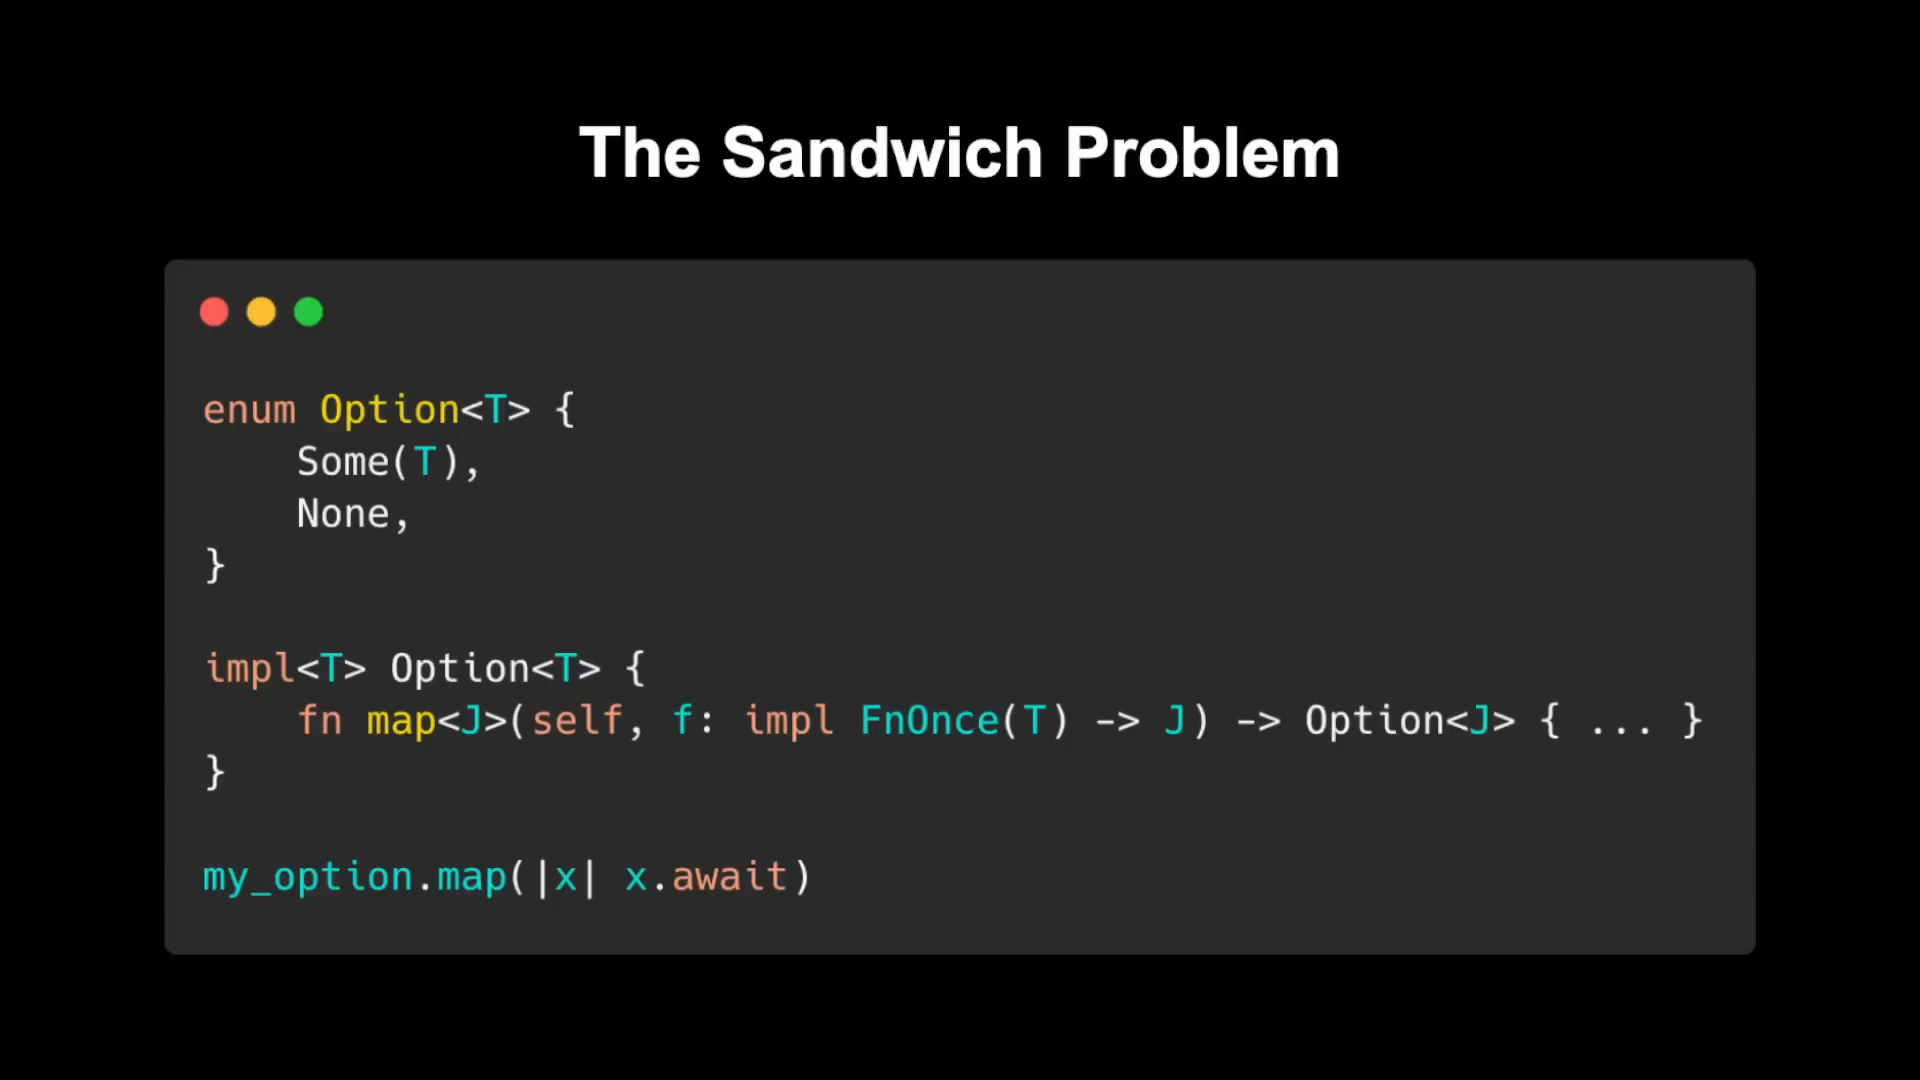 The Sandwich Problem
enum Option<T> {
    Some(T),
    None,
}
impl<T> Option<T> {
    fn map<J>(self, f: impl FnOnce(T) -> J) -> Option<J> { ... }
}
my_option.map(|x| x.await)